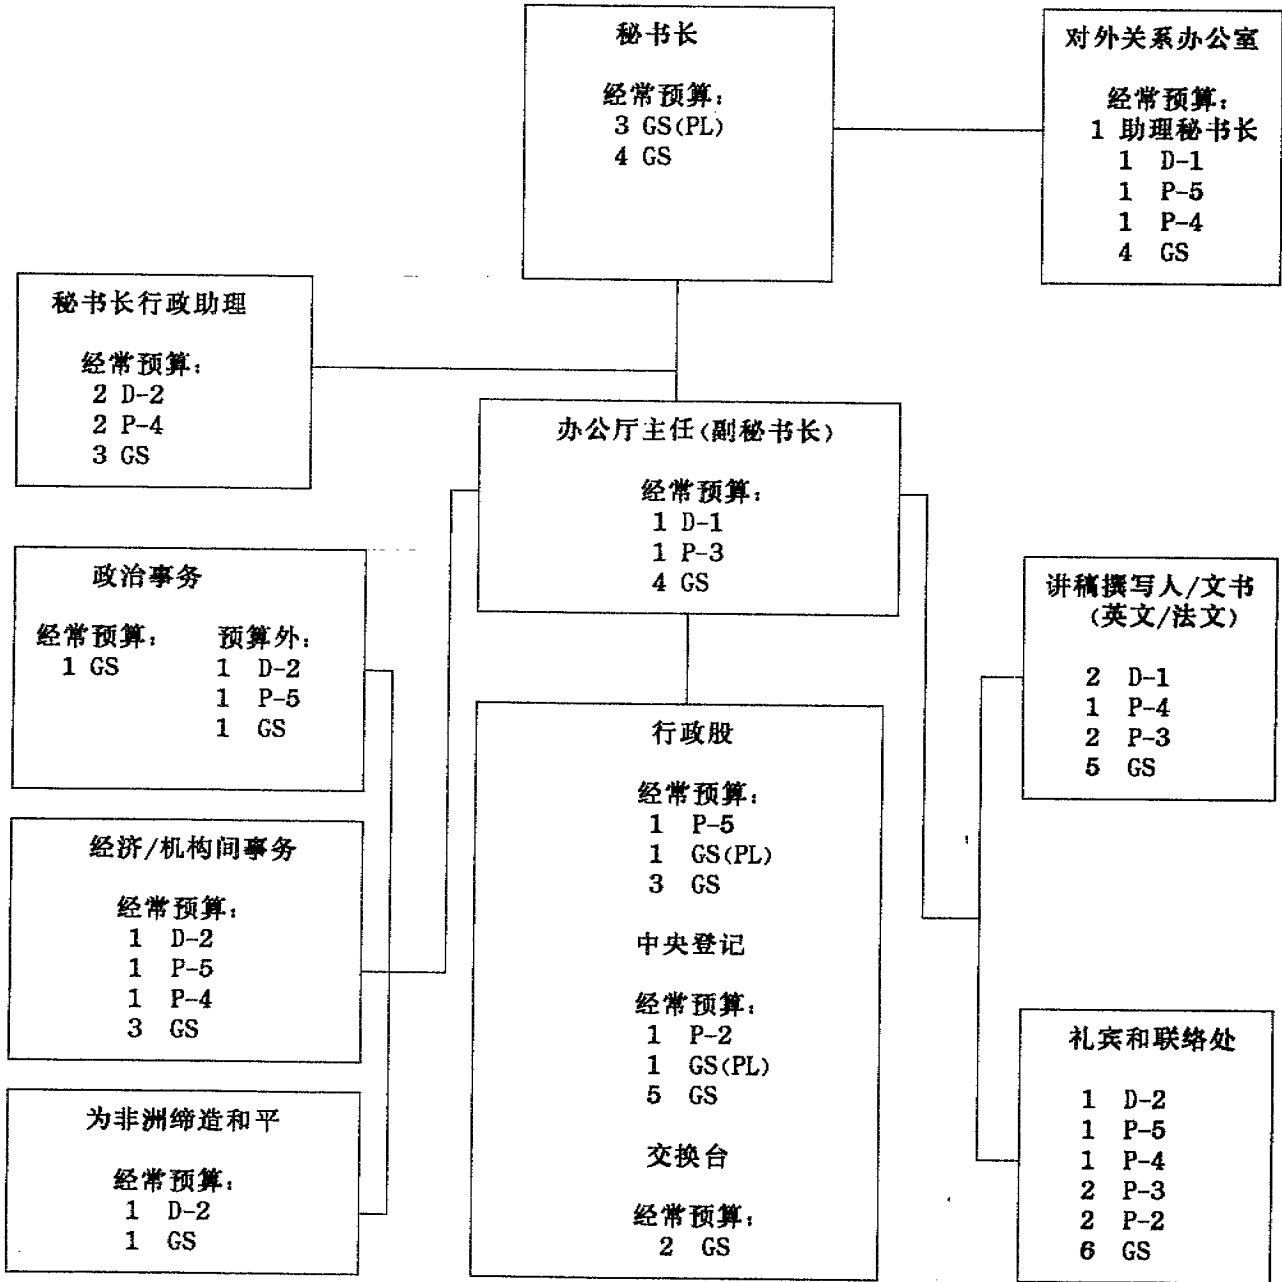 秘书长
经常预算：
3 GS(PL)
4 GS
对外关系办公室
经常预算：
1 助理秘书长
1 D-1
1 P-5
1 P-4
4 GS
秘书长行政助理
经常预算：
2 D-2
2 P-4
3 GS
办公厅主任(副秘书长)
经常预算：
1 D-1
1 P-3
4 GS
政治事务
经常预算： 预算外：
1 GS 1 D-2
1 P-5
1 GS
讲稿撰写人/文书
(英文/法文)
2 D-1
1 P-4
2 P-3
5 GS
行政股
经常预算：
1 P-5
1 GS(PL)
3 GS
中央登记
经常预算：
1 P-2
1 GS(PL)
5 GS
交换台
经常预算：
2 GS
经济/机构间事务
经常预算：
1 D-2
1 P-5
1 P-4
3 GS
为非洲缔造和平
经常预算：
1 D-2
1 GS
礼宾和联络处
1 D-2
1 P-5
1 P-4
2 P-3
2 P-2
6 GS